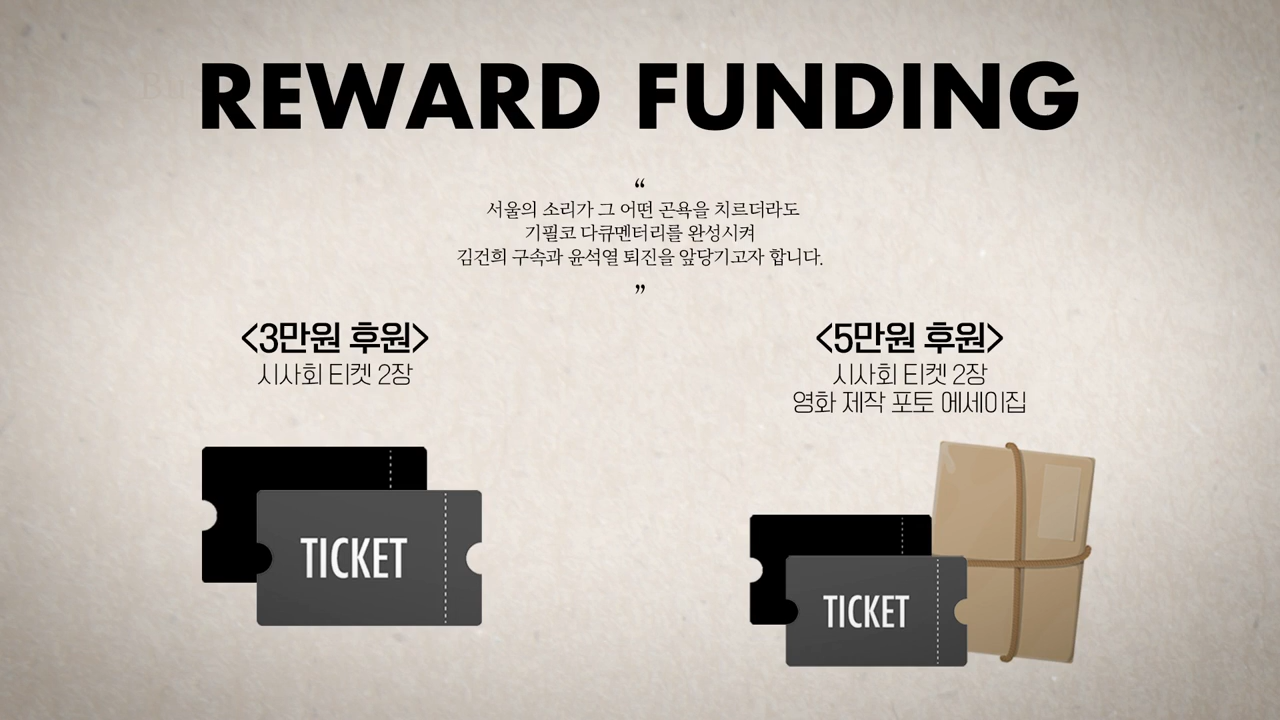 REWARD FUNDING
“
서울의 소리가 그 어떤 곤욕을 치르더라도
기필코 다큐멘터리를 완성시켜
김건희 구속과 윤석열 퇴진을 앞당기고자 합니다.
”
<3만원 후원>
시사회 티켓 2장
<5만원 후원>
시사회 티켓 2장
영화 제작 포토 에세이집
TICKET
TICKET